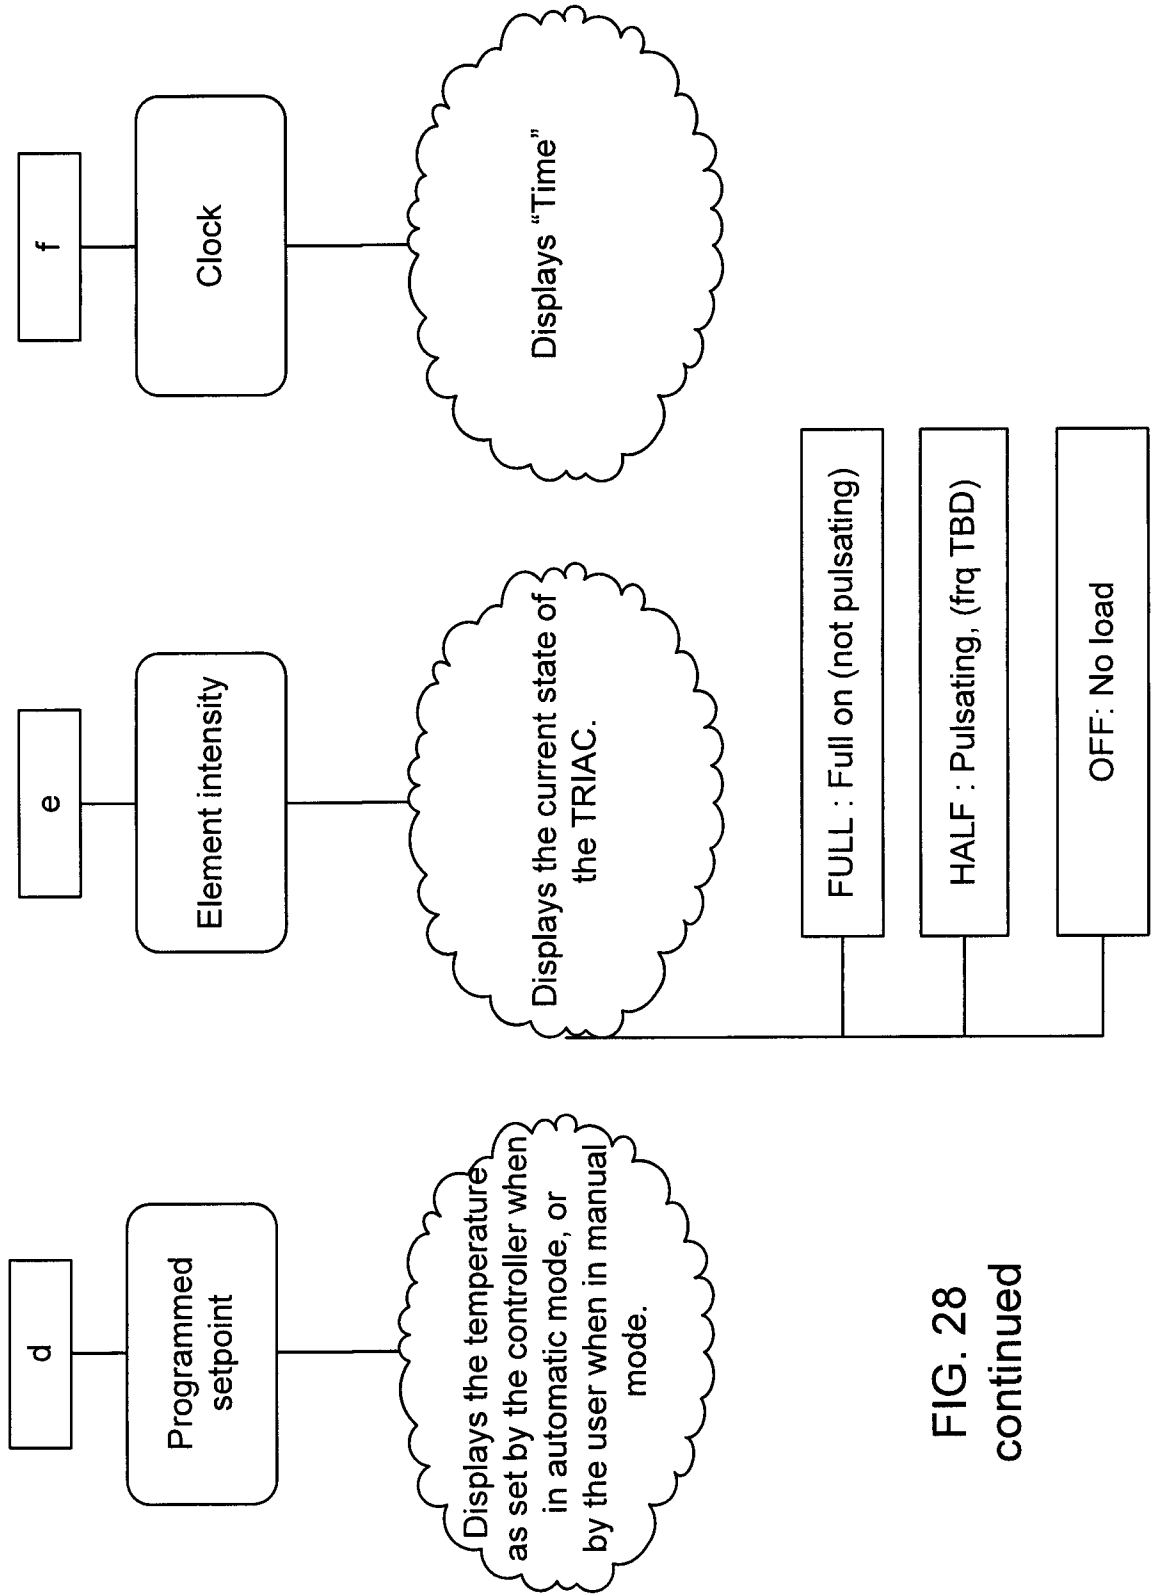 d
Programmed
setpoint
Displays the temperature
as set by the controller when
in automatic mode, or
by the user when in manual
mode.
e
Element intensity
Displays the current state of
the TRIAC.
FULL : Full on (not pulsating)
HALF : Pulsating, (frq TBD)
OFF: No load
f
Clock
Displays “Time”
FIG. 28
continued